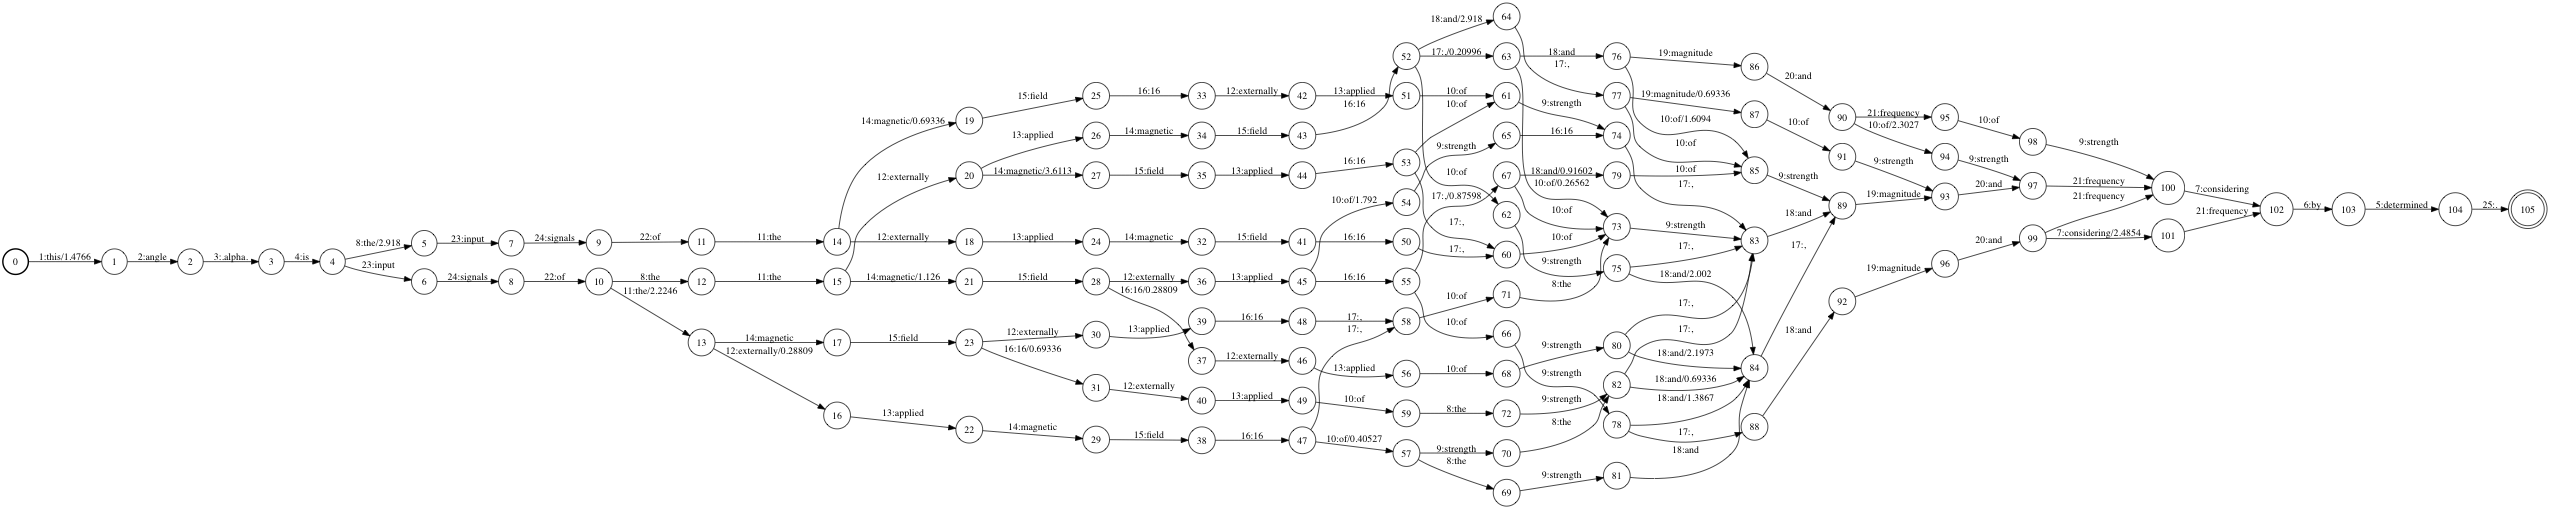 0 1:this/1.4766 1 2:angle 2 3:.alpha. 3 4:is 4
8:the/2.918 5 23:input 7 24:signals 9 22:of 11 11:the 14
23:input 6 24:signals 8 22:of 10 8:the 12 11:the 15
11:the/2.2246 13
14:magnetic/0.69336 19 15:field 25 16:16 33 12:externally 42 13:applied 51 10:of 61
12:externally 20 13:applied 26 14:magnetic 34 15:field 43 16:16 52
14:magnetic/3.6113 27 15:field 35 13:applied 44 16:16 53 10:of
17:,
12:externally 18 13:applied 24 14:magnetic 32 15:field 41 16:16 50 17:, 60
14:magnetic/1.126 21 15:field 28 12:externally 36 13:applied 45 16:16 55
10:of/1.792 54 9:strength 65 16:16 74
16:16/0.28809 37 12:externally 46 13:applied 56 10:of 68 9:strength 80
14:magnetic 17 15:field 23 12:externally 30 13:applied 39 16:16 48 17:, 58
16:16/0.69336 31 12:externally 40 13:applied 49 10:of 59 8:the 72 9:strength 82
12:externally/0.28809 16 13:applied 22 14:magnetic 29 15:field 38 16:16 47 17:,
10:of/0.40527 57 9:strength 70 8:the
8:the 69 9:strength 81 18:and
18:and/2.918 64 17:, 77
17:,/0.20996 63 18:and 76 19:magnitude 86 20:and 90
10:of 62 9:strength 75
10:of/0.26562 73 9:strength 83
9:strength
17:,/0.87598 67 18:and/0.91602 79 10:of 85
10:of
10:of
10:of 66 9:strength 78
10:of 71 8:the
10:of/1.6094
19:magnitude/0.69336 87 10:of 91 9:strength 93
10:of
17:,
17:,
18:and/2.002 84
17:,
18:and/2.1973
17:,
18:and/0.69336
18:and/1.3867
17:, 88 18:and 92 19:magnitude 96 20:and 99
9:strength 89 19:magnitude
18:and
17:,
21:frequency 95 10:of 98 9:strength 100
10:of/2.3027 94 9:strength 97 21:frequency
20:and
21:frequency
7:considering/2.4854 101 21:frequency
7:considering 102 6:by 103 5:determined 104 25:. 105